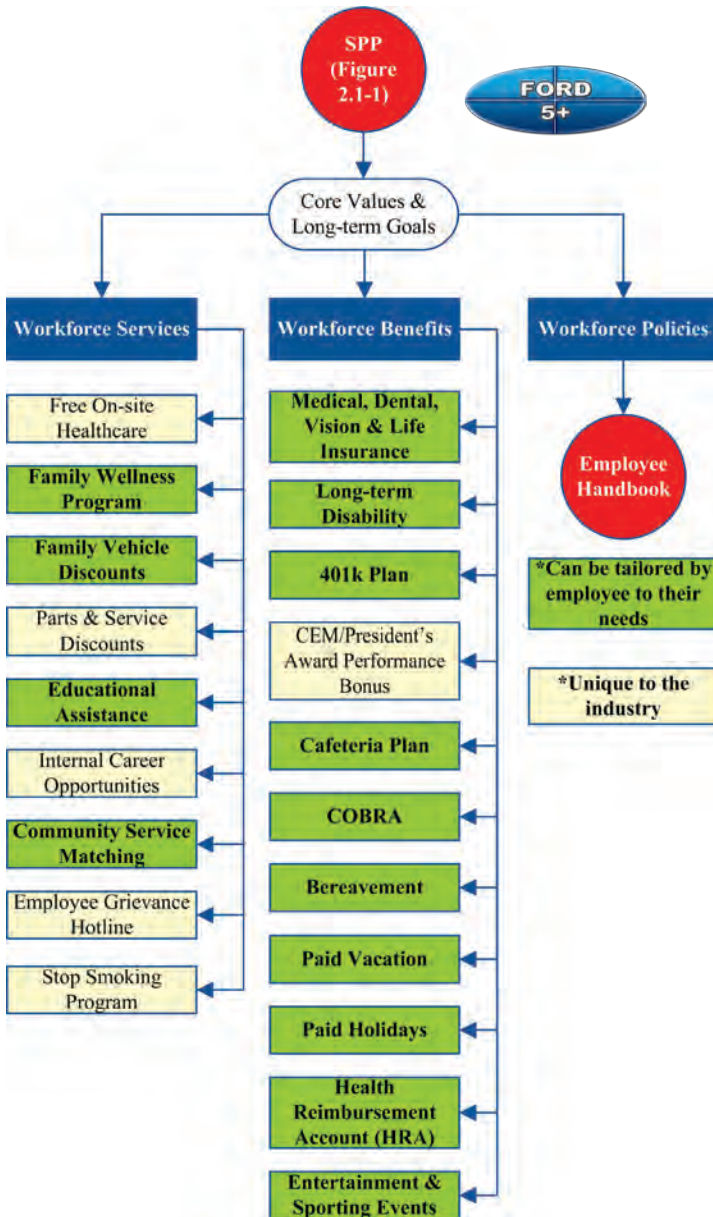 SPP
(Figure
2.1-1)
FORD
5+
Core Values &
Long-term Goals
Workforce Services
Workforce Benefits
Workforce Policies
Free On-site
Healthcare
Family Wellness
Program
Family Vehicle
Discounts
Parts & Service
Discounts
Educational
Assistance
Internal Career
Opportunities
Community Service
Matching
Employee Grievance
Hotline
Stop Smoking
Program
Medical, Dental,
Vision & Life
Insurance
Long-term
Disability
401k Plan
CEM/President's
Award Performance
Bonus
Cafeteria Plan
COBRA
Bereavement
Paid Vacation
Paid Holidays
Health
Reimbursement
Account (HRA)
Entertainment &
Sporting Events
Employee
Handbook
*Can be tailored by
employee to their
needs
*Unique to the
industry